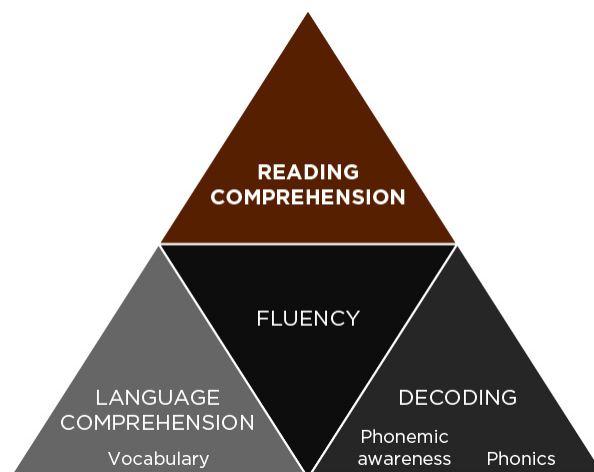 READING
COMPREHENSION
FLUENCY
LANGUAGE
COMPREHENSION
Vocabulary
DECODING
Phonemic
awareness
Phonics